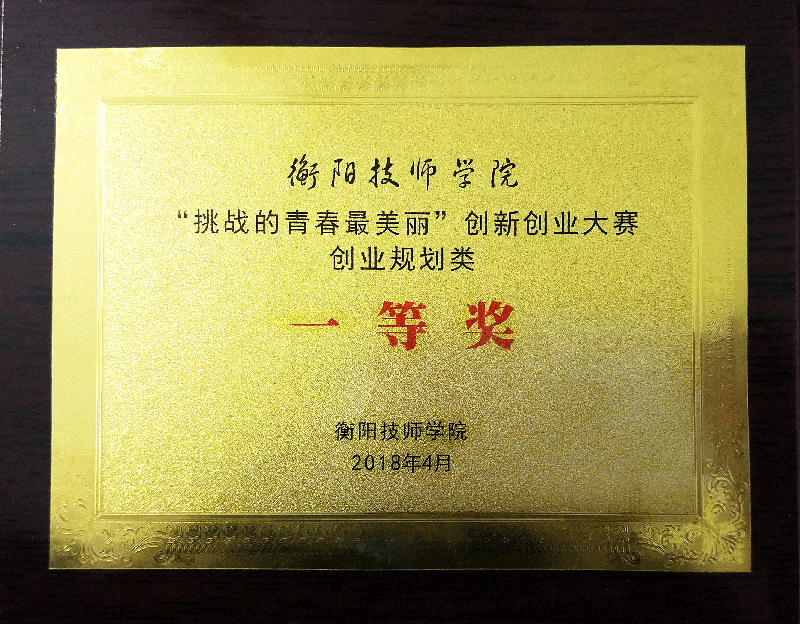 衡阳技师学院
“挑战的青春最美丽”创新创业大赛
创业规划类
一等奖
衡阳技师学院
2018年4月